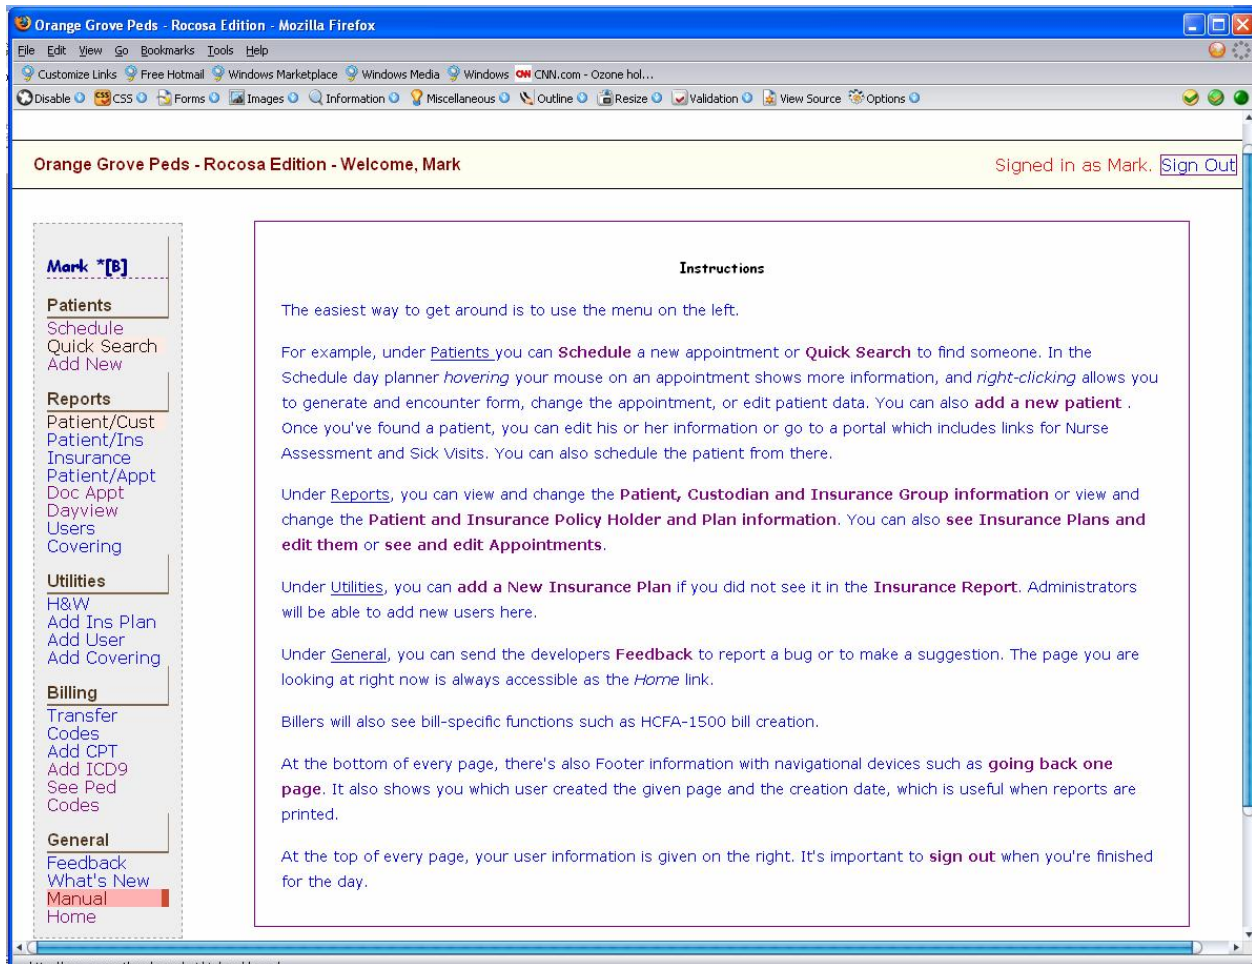 Orange Grove Peds - Rocosa Edition - Mozilla Firefox
File Edit View Go Bookmarks Tools Help
Customize Links Free Hotmail Windows Marketplace Windows Media Windows CNN.com - Ozone hol...
Disable CSS Forms Images Information Miscellaneous Outline Resize Validation View Source Options
Orange Grove Peds - Rocosa Edition - Welcome, Mark
Signed in as Mark. Sign Out
Mark *[B]
Patients
Schedule
Quick Search
Add New
Reports
Patient/Cust
Patient/Ins
Insurance
Patient/Appt
Doc Appt
Dayview
Users
Covering
Utilities
H&W
Add Ins Plan
Add User
Add Covering
Billing
Transfer
Codes
Add CPT
Add ICD9
See Ped
Codes
General
Feedback
What's New
Manual
Home
Instructions
The easiest way to get around is to use the menu on the left.
For example, under Patients you can Schedule a new appointment or Quick Search to find someone. In the
Schedule day planner hovering your mouse on an appointment shows more information, and right-clicking allows you
to generate and encounter form, change the appointment, or edit patient data. You can also add a new patient .
Once you've found a patient, you can edit his or her information or go to a portal which includes links for Nurse
Assessment and Sick Visits. You can also schedule the patient from there.
Under Reports, you can view and change the Patient, Custodian and Insurance Group information or view and
change the Patient and Insurance Policy Holder and Plan information. You can also see Insurance Plans and
edit them or see and edit Appointments.
Under Utilities, you can add a New Insurance Plan if you did not see it in the Insurance Report. Administrators
will be able to add new users here.
Under General, you can send the developers Feedback to report a bug or to make a suggestion. The page you are
looking at right now is always accessible as the Home link.
Billers will also see bill-specific functions such as HCFA-1500 bill creation.
At the bottom of every page, there's also Footer information with navigational devices such as going back one
page. It also shows you which user created the given page and the creation date, which is useful when reports are
printed.
At the top of every page, your user information is given on the right. It's important to sign out when you're finished
for the day.